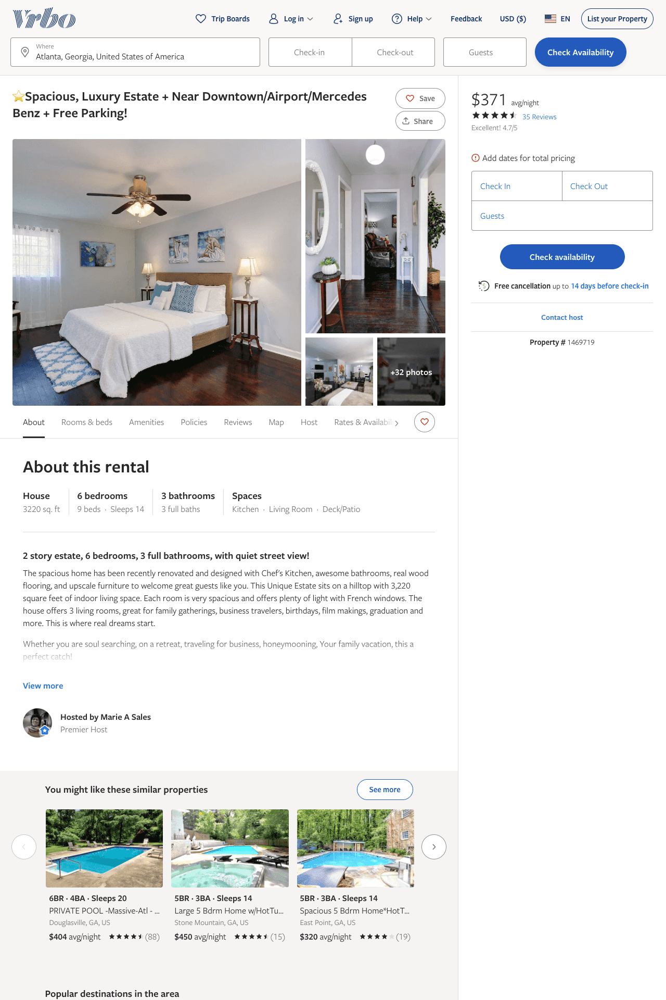 Vrbo
Trip Boards
Log in
Sign up
Help
Feedback
USD ($)
EN
List your Property
Where
Atlanta, Georgia, United States of America
Check-in
Check-out
Guests
Check Availability
Spacious, Luxury Estate + Near Downtown/Airport/Mercedes
Benz + Free Parking!
Save
Share
$371 avg/night
35 Reviews
Excellent! 4.7/5
Add dates for total pricing
Check In
Check Out
Guests
Check availability
Free cancellation up to 14 days before check-in
Contact host
Property # 1469719
+32 photos
About
Rooms & beds
Amenities
Policies
Reviews
Map
Host
Rates & Availabili
About this rental
House
3220 sq. ft
6 bedrooms
9 beds · Sleeps 14
3 bathrooms
3 full baths
Spaces
Kitchen · Living Room · Deck/Patio
2 story estate, 6 bedrooms, 3 full bathrooms, with quiet street view!
The spacious home has been recently renovated and designed with Chef's Kitchen, awesome bathrooms, real wood
flooring, and upscale furniture to welcome great guests like you. This Unique Estate sits on a hilltop with 3,220
square feet of indoor living space. Each room is very spacious and offers plenty of light with French windows. The
house offers 3 living rooms, great for family gatherings, business travelers, birthdays, film makings, graduation and
more. This is where real dreams start.
Whether you are soul searching, on a retreat, traveling for business, honeymooning, Your family vacation, this a
perfect catch!
View more
Hosted by Marie A Sales
Premier Host
You might like these similar properties
See more
6BR · 4BA · Sleeps 20
PRIVATE POOL -Massive-Atl - ...
Douglasville, GA, US
$404 avg/night
(88)
5BR · 3BA · Sleeps 14
Large 5 Bdrm Home w/HotTu...
Stone Mountain, GA, US
$450 avg/night
(15)
5BR · 3BA · Sleeps 14
Spacious 5 Bdrm Home*HotT...
East Point, GA, US
$320 avg/night
(19)
Popular destinations in the area